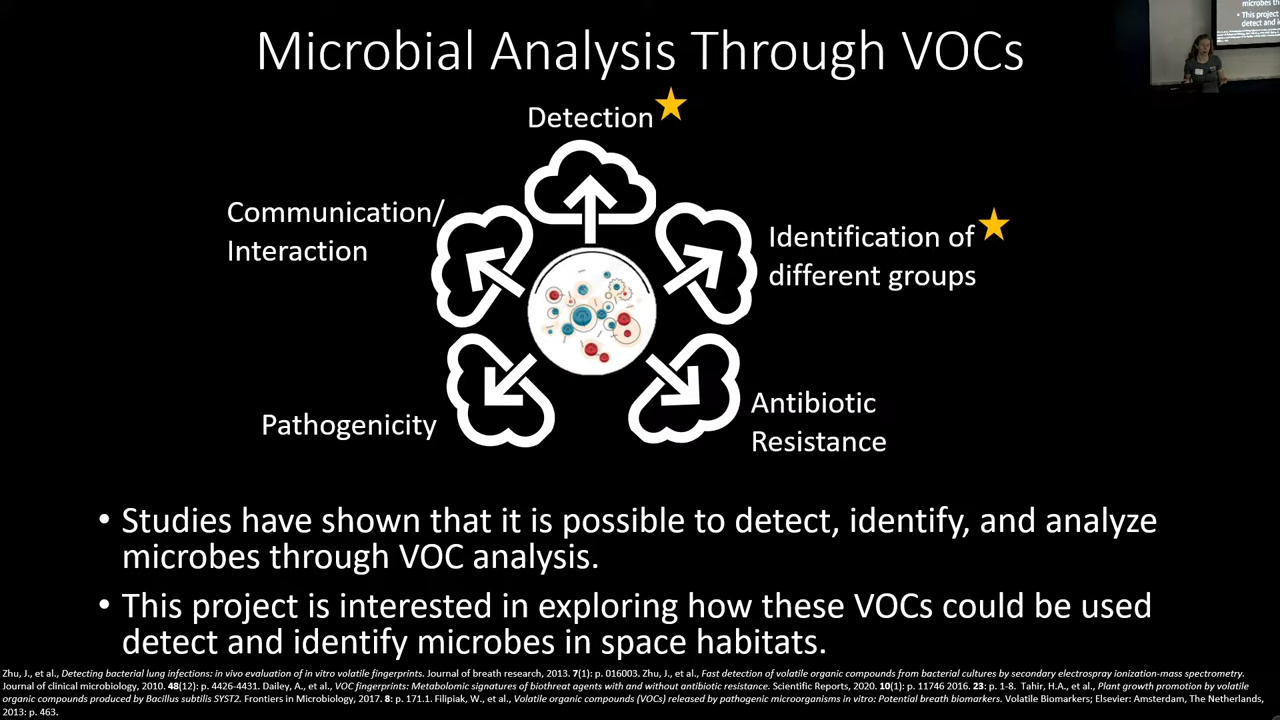 Microbial Analysis Through VOCs
Detection
Communication/
Interaction
Identification of
different groups
Pathogenicity
Antibiotic
Resistance
• Studies have shown that it is possible to detect, identify, and analyze
microbes through VOC analysis.
• This project is interested in exploring how these VOCs could be used
detect and identify microbes in space habitats.
Zhu, J., et al., Detecting bacterial lung infections: in vivo evaluation of in vitro volatile fingerprints. Journal of breath research, 2013. 7(1): p. 016003. Zhu, J., et al., Fast detection of volatile organic compounds from bacterial cultures by secondary electrospray ionization-mass spectrometry.
Journal of clinical microbiology, 2010. 48(12): p. 4426-4431. Dailey, A., et al., VOC fingerprints: Metabolomic signatures of biothreat agents with and without antibiotic resistance. Scientific Reports, 2020. 10(1): p. 11746 2016. 23: p. 1-8. Tahir, H.A., et al., Plant growth promotion by volatile
organic compounds produced by Bacillus subtilis SYST2. Frontiers in Microbiology, 2017. 8: p. 171.1. Filipiak, W., et al., Volatile organic compounds (VOCs) released by pathogenic microorganisms in vitro: Potential breath biomarkers. Volatile Biomarkers; Elsevier: Amsterdam, The Netherlands,
2013: p. 463.
microbes th
• This project
detect and i